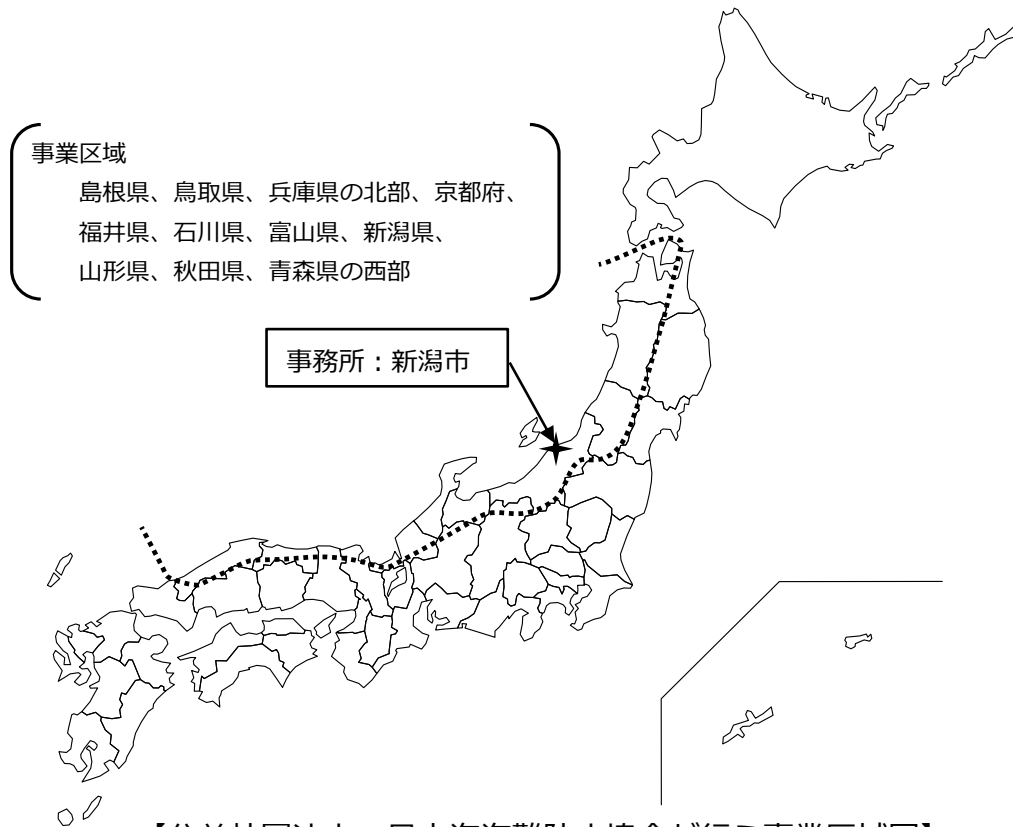 事業区域
島根県、鳥取県、兵庫県の北部、京都府、
福井県、石川県、富山県、新潟県、
山形県、秋田県、青森県の西部
事務所：新潟市